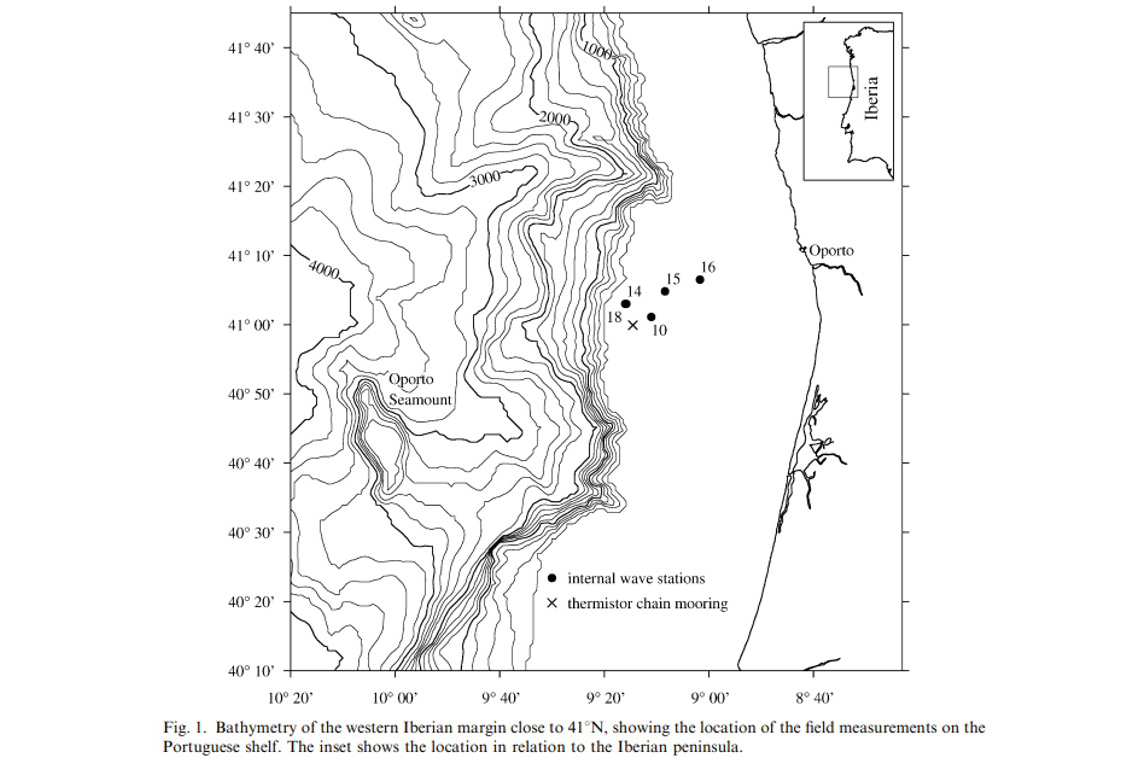 41° 40'
1000
41° 30'
2000
Iberia
41° 20'
3000
41° 10'
Oporto
4000
16
15
14
41° 00'
18
10
Oporto
Seamount
40° 50'
40° 40'
40° 30'
internal wave stations
40° 20'
thermistor chain mooring
40° 10'
10° 20' 10° 00' 9° 40' 9° 20' 9° 00' 8° 40'
Fig. 1. Bathymetry of the western Iberian margin close to 41°N, showing the location of the field measurements on the
Portuguese shelf. The inset shows the location in relation to the Iberian peninsula.